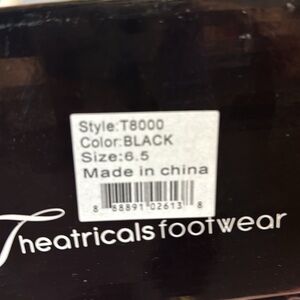 Style:T8000
Color:BLACK
Size:6.5
Made in china
8 88891 02613 8
Theatricals footwear